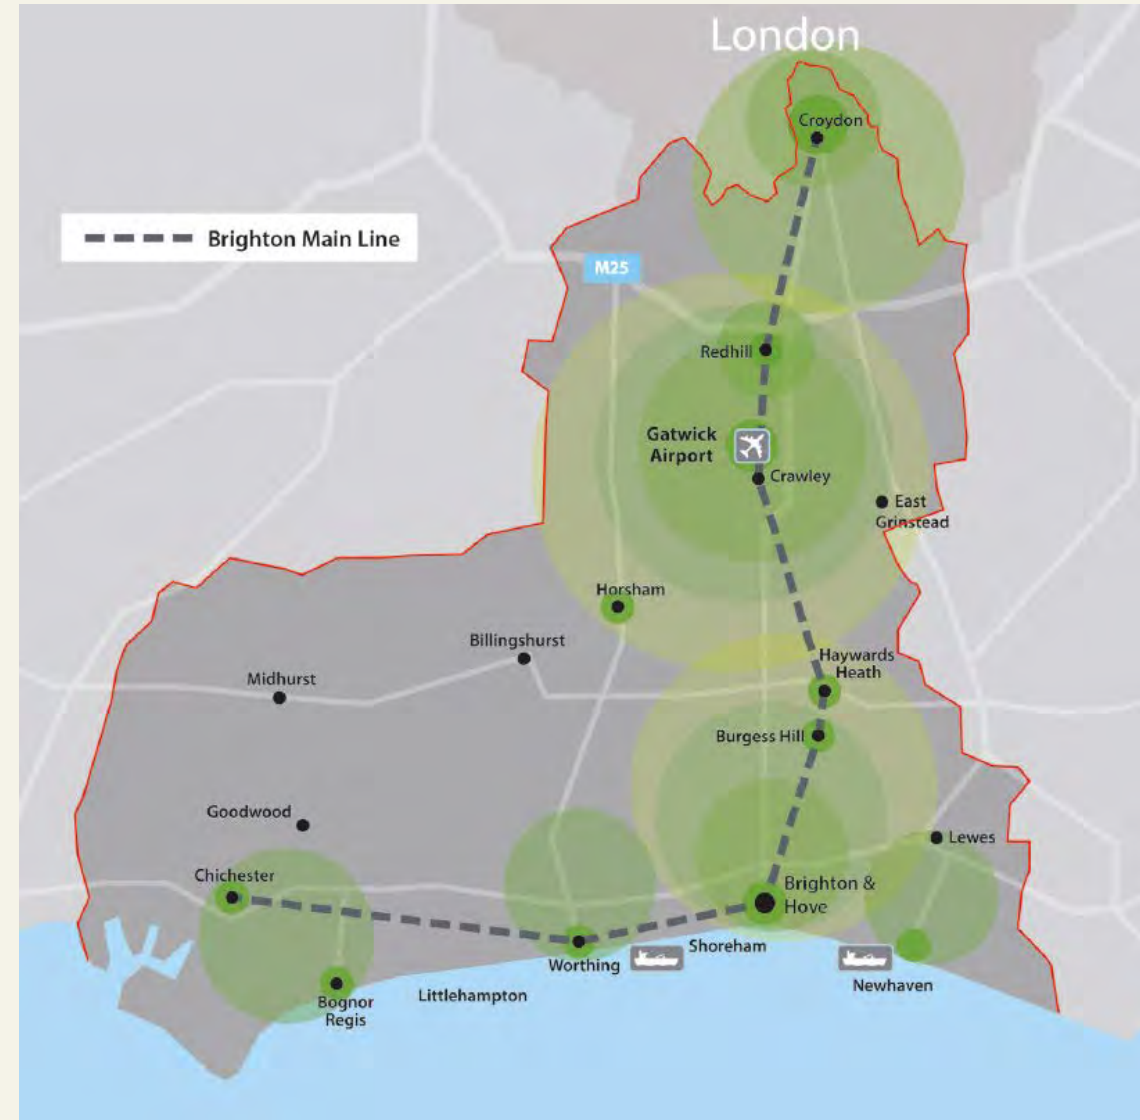 London
Croydon
Brighton Main Line
M25
Redhill
Gatwick
Airport
Crawley
East
Grinstead
Horsham
Billingshurst
Haywards
Heath
Midhurst
Burgess Hill
Goodwood
Lewes
Chichester
Brighton &
Hove
Shoreham
Worthing
Newhaven
Littlehampton
Bognor
Regis